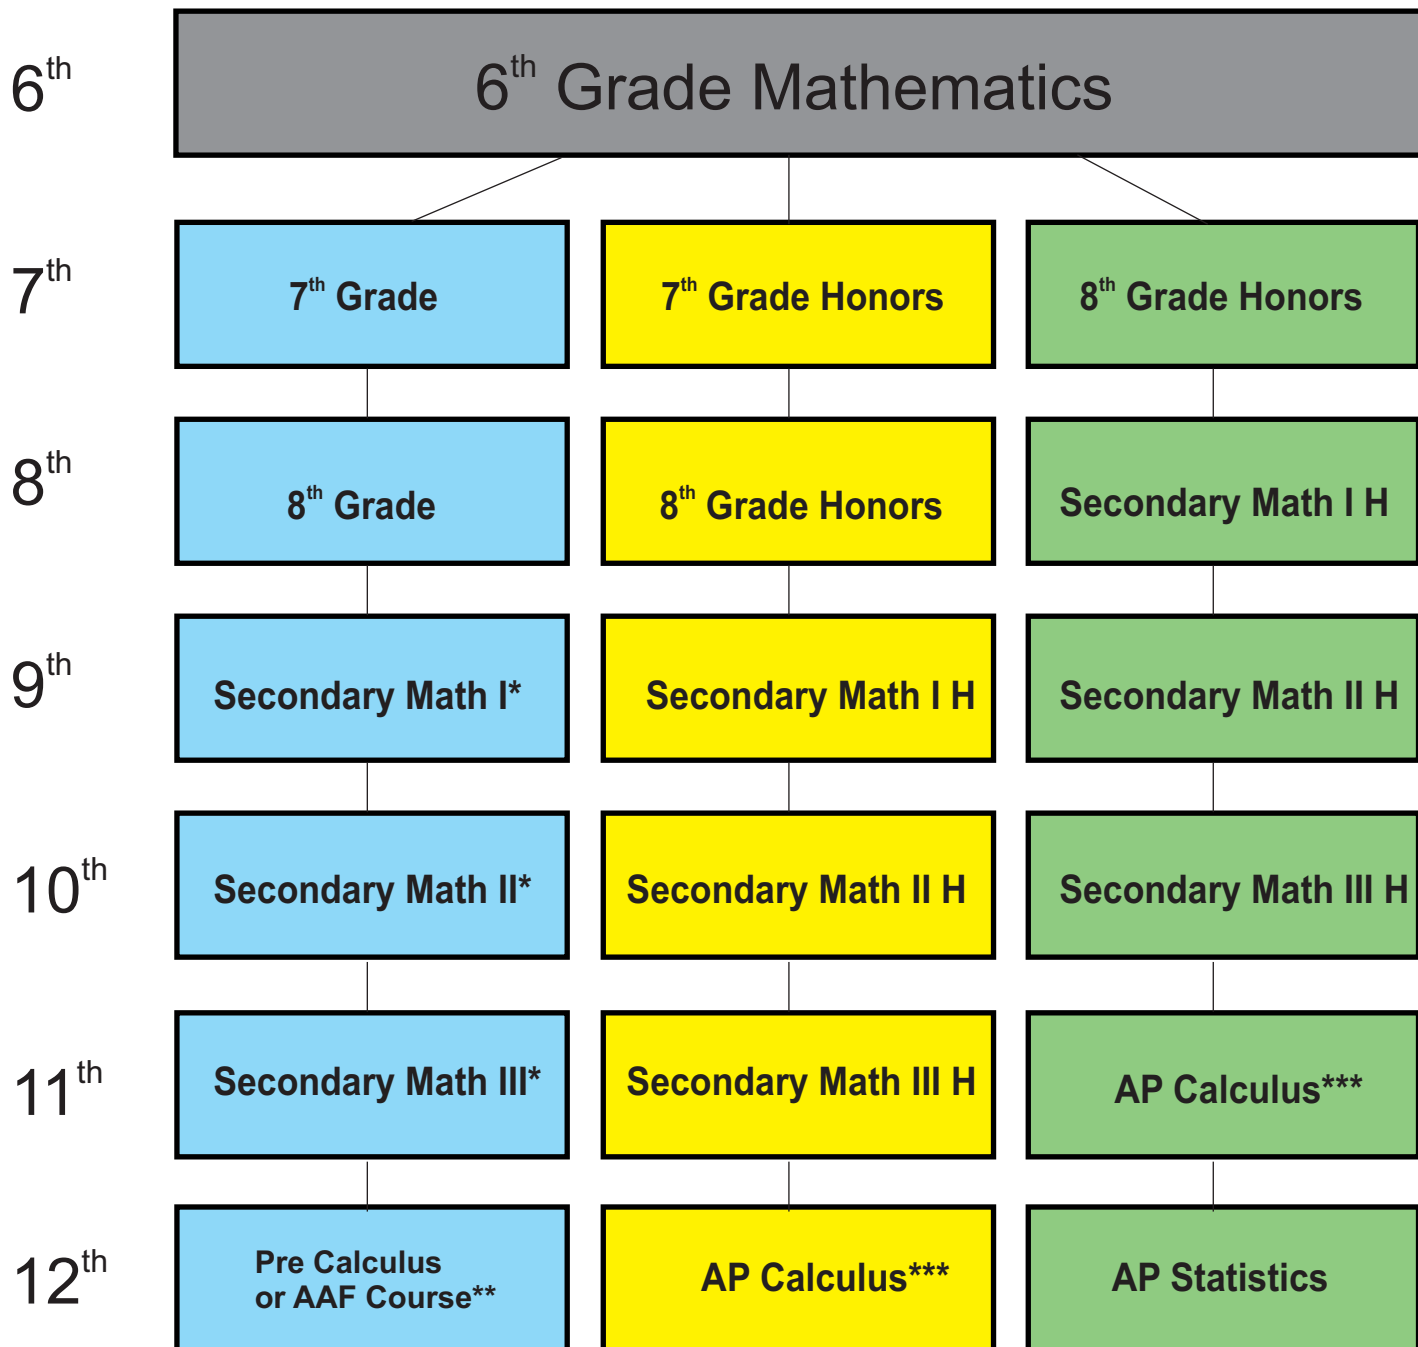 6th
6th Grade Mathematics
7th
7th Grade
7th Grade Honors
8th Grade Honors
8th
8th Grade
8th Grade Honors
Secondary Math I H
9th
Secondary Math I*
Secondary Math I H
Secondary Math II H
10th
Secondary Math II*
Secondary Math II H
Secondary Math III H
11th
Secondary Math III*
Secondary Math III H
AP Calculus***
12th
Pre Calculus
or AAF Course**
AP Calculus***
AP Statistics